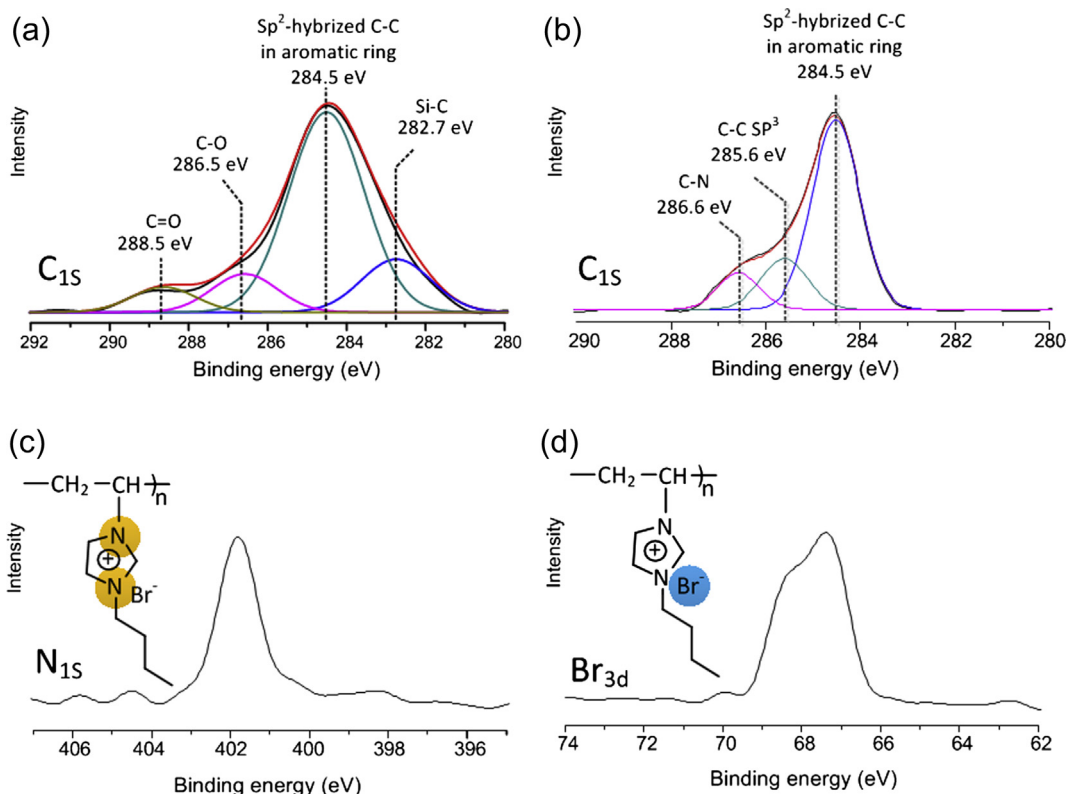 (a)
Sp²-hybrized C-C
in aromatic ring
284.5 eV
Si-C
282.7 eV
C-O
286.5 eV
C=O
288.5 eV
Intensity
C1S
292 290 288 286 284 282 280
Binding energy (eV)
(b)
Sp²-hybrized C-C
in aromatic ring
284.5 eV
C-C SP³
285.6 eV
C-N
286.6 eV
Intensity
C1S
290 288 286 284 282 280
Binding energy (eV)
(c)
—CH2—CH—)n
N
+
N
Br-
Intensity
N1S
406 404 402 400 398 396
Binding energy (eV)
(d)
—CH2—CH—)n
N
+
N
Br-
Intensity
Br3d
74 72 70 68 66 64 62
Binding energy (eV)